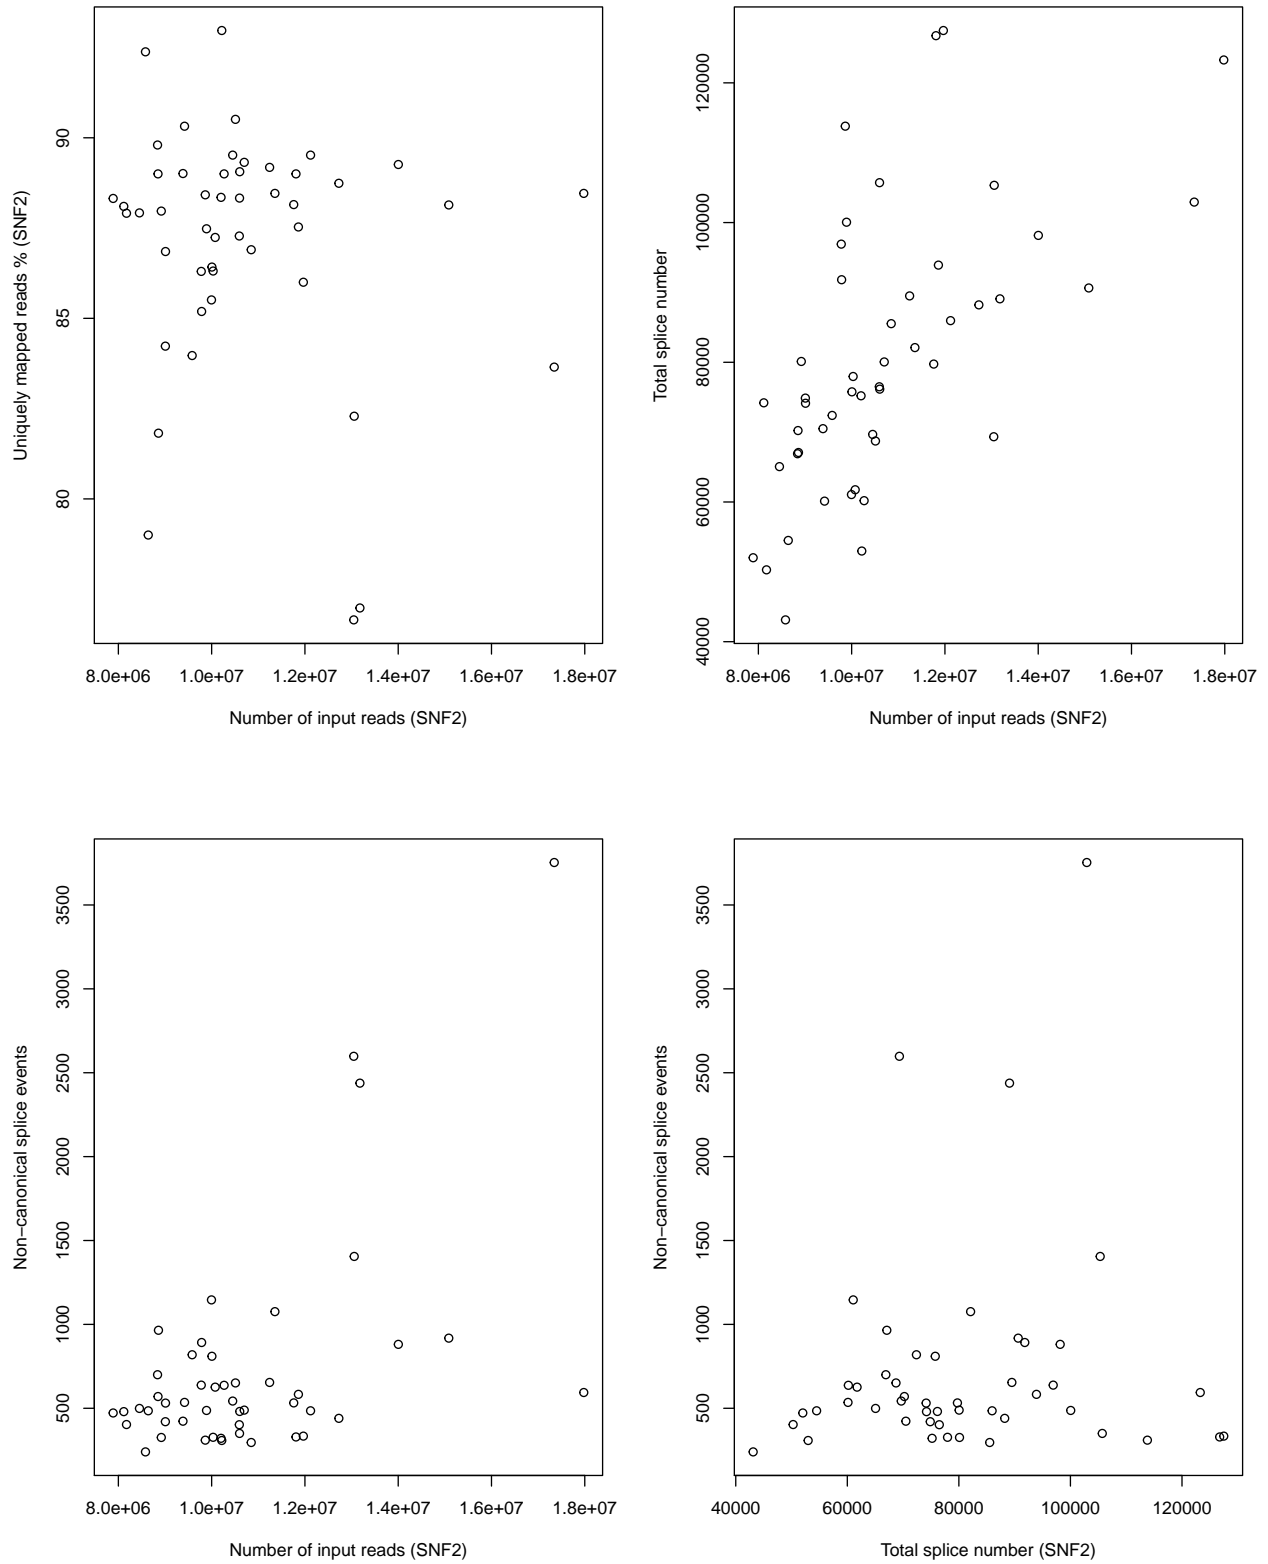 Uniquely mapped reads % (SNF2)
90
85
80
8.0e+06 1.0e+07 1.2e+07 1.4e+07 1.6e+07 1.8e+07
Number of input reads (SNF2)
Total splice number
120000
100000
80000
60000
40000
8.0e+06 1.0e+07 1.2e+07 1.4e+07 1.6e+07 1.8e+07
Number of input reads (SNF2)
Non−canonical splice events
3500
3000
2500
2000
1500
1000
500
8.0e+06 1.0e+07 1.2e+07 1.4e+07 1.6e+07 1.8e+07
Number of input reads (SNF2)
Non−canonical splice events
3500
3000
2500
2000
1500
1000
500
40000 60000 80000 100000 120000
Total splice number (SNF2)